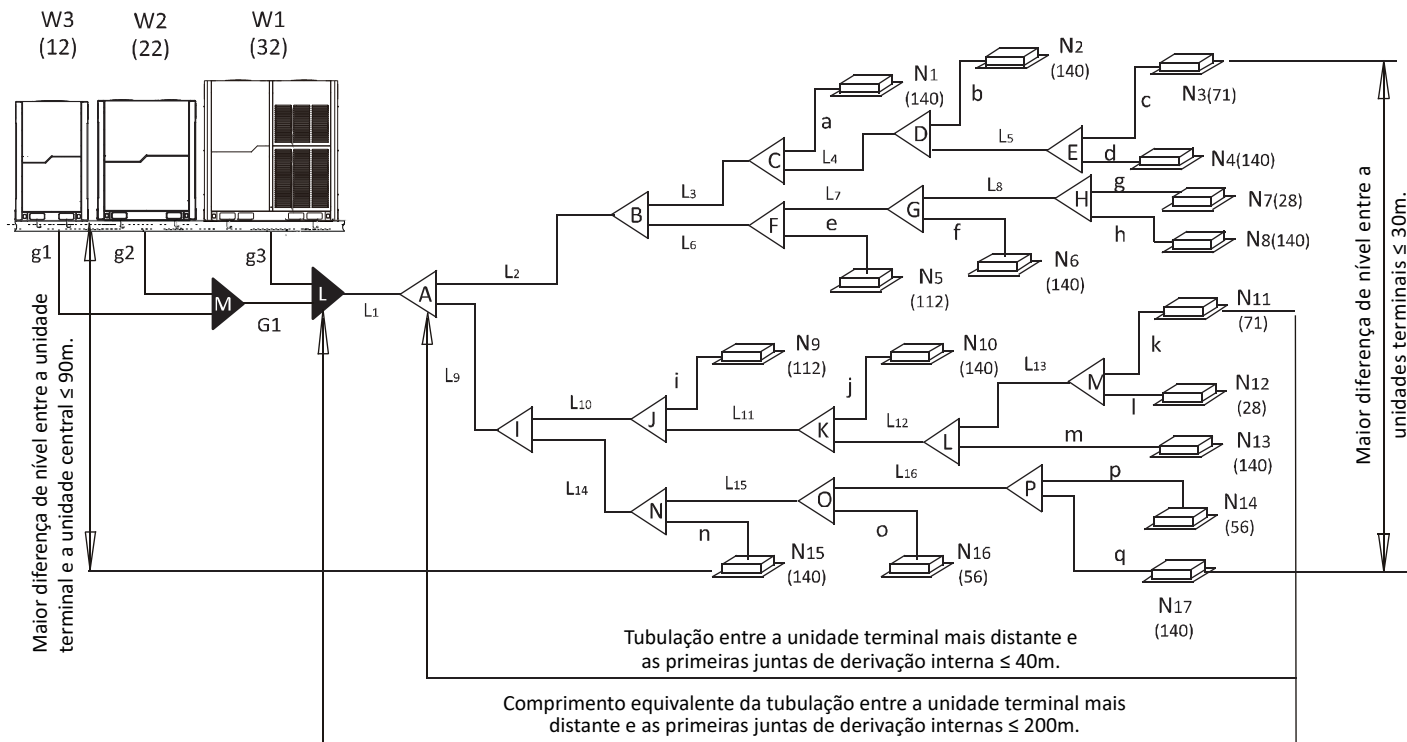 W3
(12)
W2
(22)
W1
(32)
g1
g2
g3
M
G1
L
L1
A
L2
B
L3
L6
C
a
L4
D
b
L5
E
c
d
N1
(140)
N2
(140)
N3(71)
N4(140)
F
L7
e
G
L8
f
H
g
h
N5
(112)
N6
(140)
N7(28)
N8(140)
L9
I
L10
J
i
N9
(112)
L11
K
j
N10
(140)
L12
L
L13
M
k
N11
(71)
l
N12
(28)
m
N13
(140)
L14
N
L15
n
N15
(140)
O
L16
o
N16
(56)
P
p
N14
(56)
q
N17
(140)
Maior diferença de nível entre a unidade
terminal e a unidade central ≤ 90m.
Maior diferença de nível entre a
unidades terminais ≤ 30m.
Tubulação entre a unidade terminal mais distante e
as primeiras juntas de derivação interna ≤ 40m.
Comprimento equivalente da tubulação entre a unidade terminal mais
distante e as primeiras juntas de derivação internas ≤ 200m.